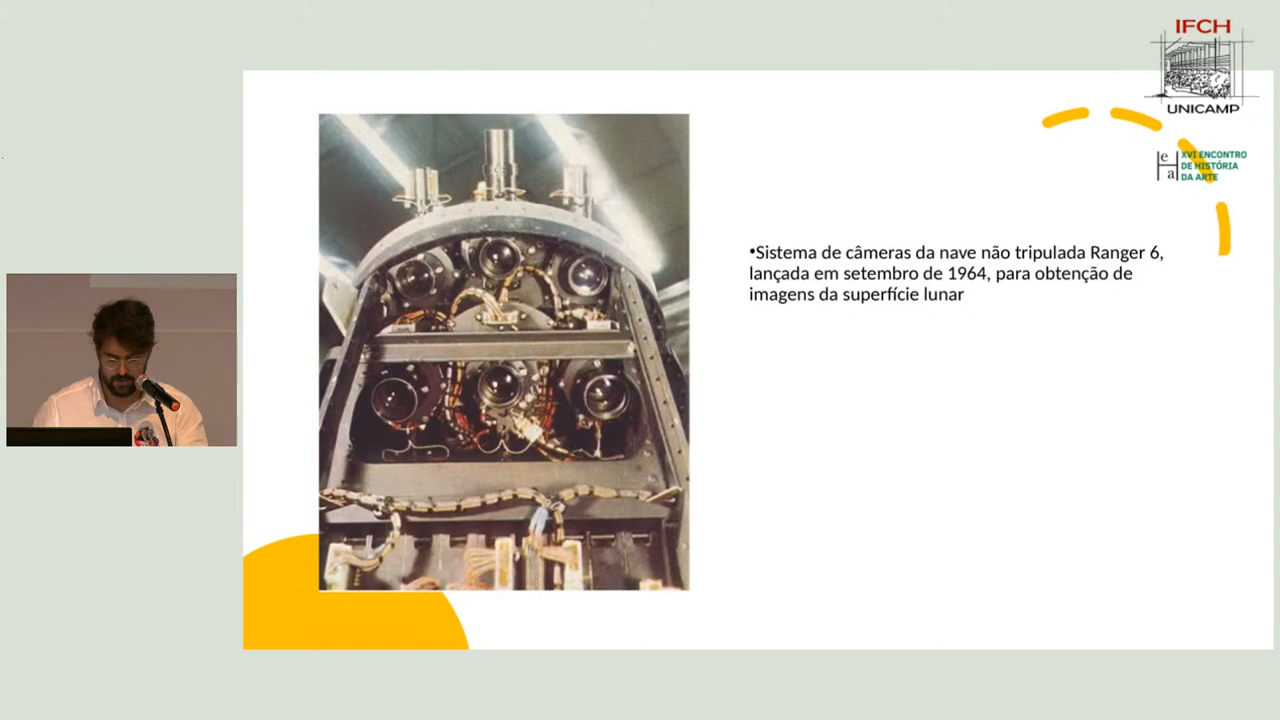 IFCH
UNICAMP
e
H
a
XVI ENCONTRO
DE HISTÓRIA
DA ARTE
•Sistema de câmeras da nave não tripulada Ranger 6,
lançada em setembro de 1964, para obtenção de
imagens da superfície lunar